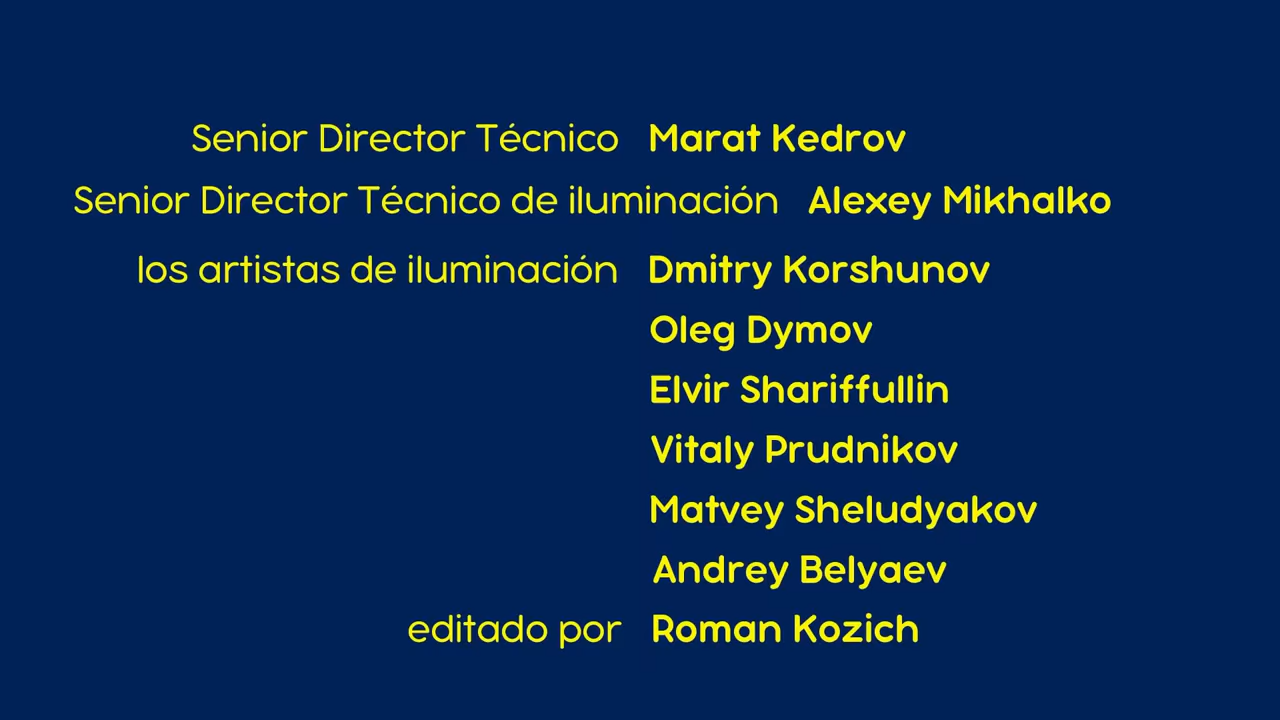 Senior Director Técnico Marat Kedrov
Senior Director Técnico de iluminación Alexey Mikhalko
los artistas de iluminación Dmitry Korshunov
Oleg Dymov
Elvir Shariffullin
Vitaly Prudnikov
Matvey Sheludyakov
Andrey Belyaev
editado por Roman Kozich